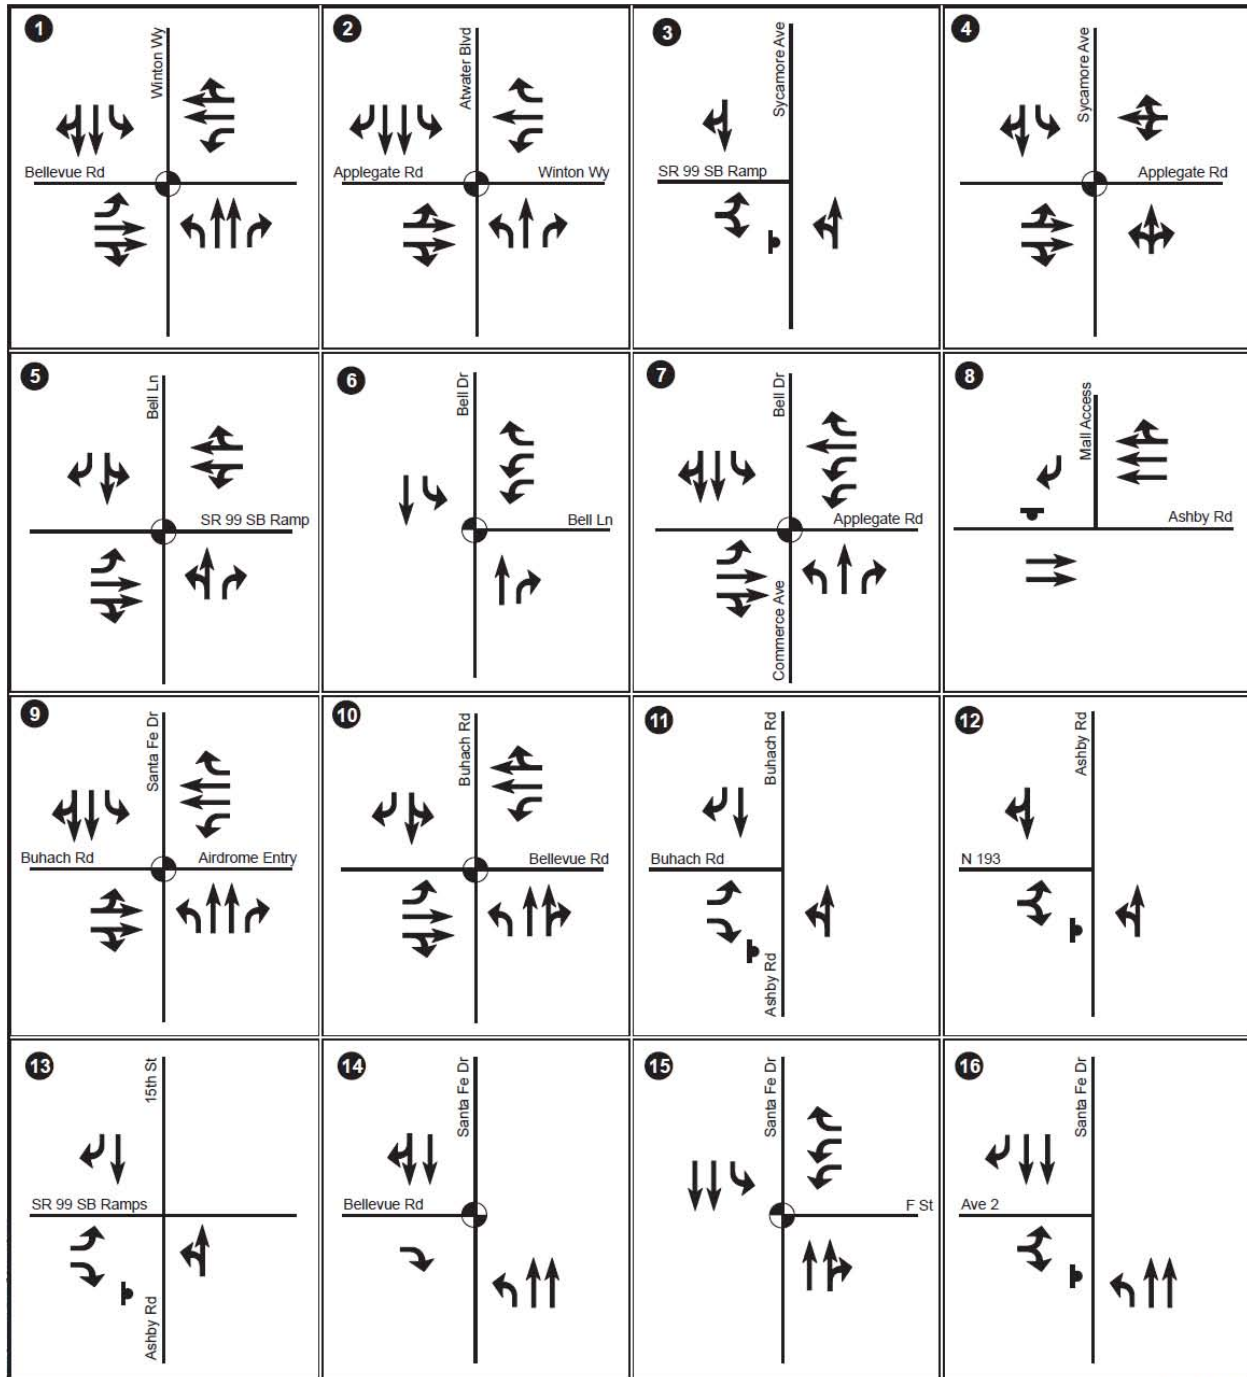 1
Winton Wy
Bellevue Rd
2
Atwater Blvd
Applegate Rd
Winton Wy
3
Sycamore Ave
SR 99 SB Ramp
4
Sycamore Ave
Applegate Rd
5
Bell Ln
SR 99 SB Ramp
6
Bell Dr
Bell Ln
7
Bell Dr
Applegate Rd
Commerce Ave
8
Mall Access
Ashby Rd
9
Santa Fe Dr
Buhach Rd
Airdrome Entry
10
Buhach Rd
Bellevue Rd
11
Buhach Rd
Buhach Rd
Ashby Rd
12
Ashby Rd
N 193
13
15th St
SR 99 SB Ramps
Ashby Rd
14
Santa Fe Dr
Bellevue Rd
15
Santa Fe Dr
F St
16
Santa Fe Dr
Ave 2